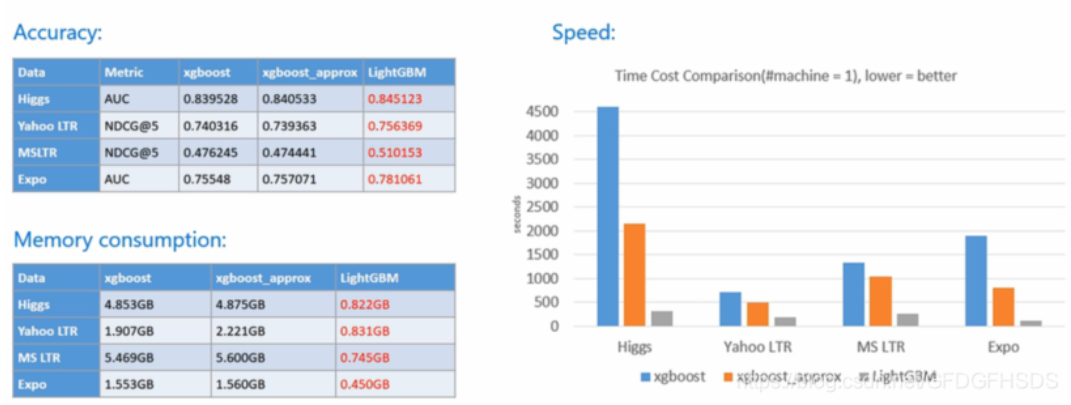 Accuracy:
Data Metric xgboost xgboost_approx LightGBM
Higgs AUC 0.839528 0.840533 0.845123
Yahoo LTR NDCG@5 0.740316 0.739363 0.756369
MSLTR NDCG@5 0.476245 0.474441 0.510153
Expo AUC 0.75548 0.757071 0.781061
Memory consumption:
Data xgboost xgboost_approx LightGBM
Higgs 4.853GB 4.875GB 0.822GB
Yahoo LTR 1.907GB 2.221GB 0.831GB
MS LTR 5.469GB 5.600GB 0.745GB
Expo 1.553GB 1.560GB 0.450GB
Speed:
Time Cost Comparison(#machine = 1), lower = better
seconds
4500
4000
3500
3000
2500
2000
1500
1000
500
0
Higgs Yahoo LTR MS LTR Expo
xgboost xgboost_approx LightGBM
https://blog.csdn.net/GFDGFHSDS